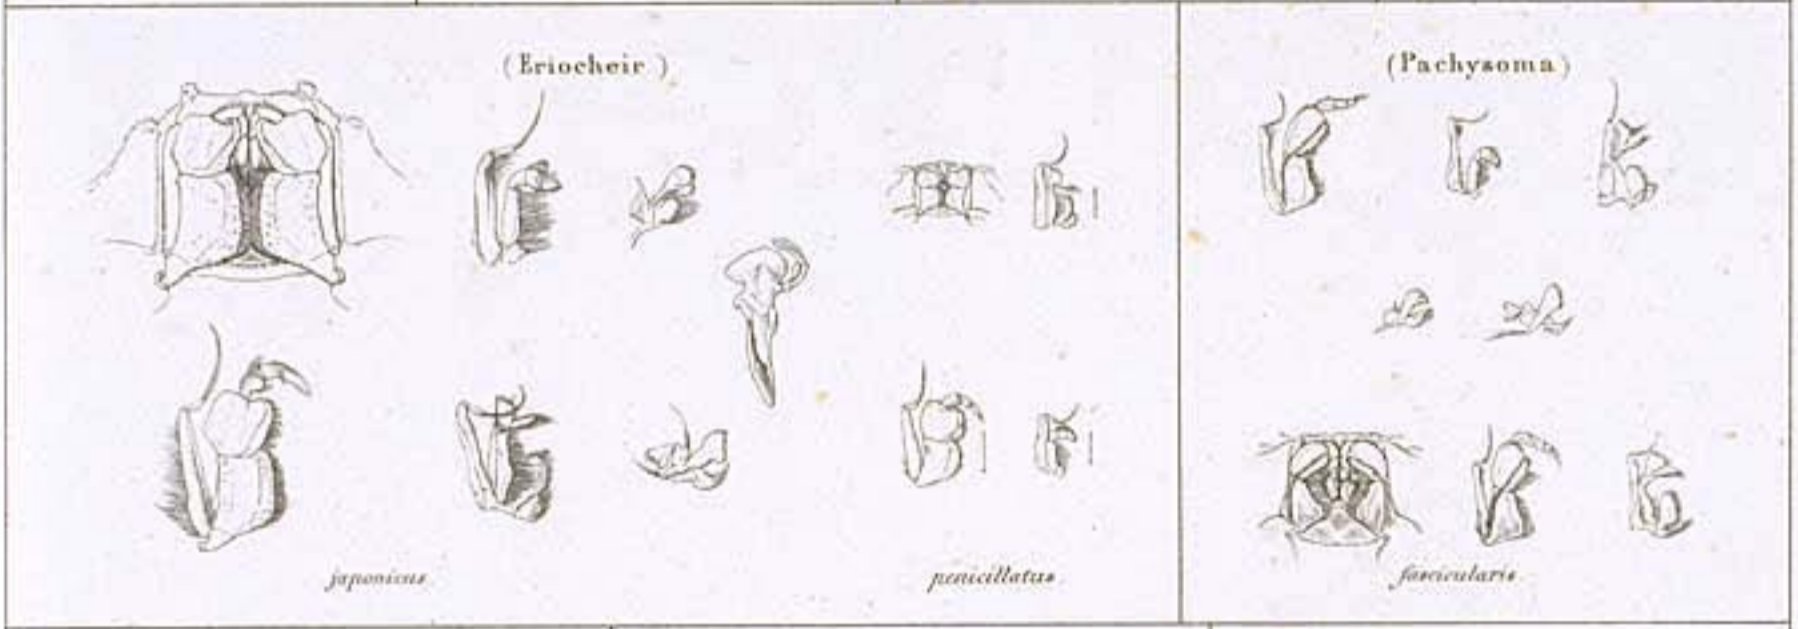 (Eriocheir)
(Pachysoma)
japonicus
penicillatus
fascicularis